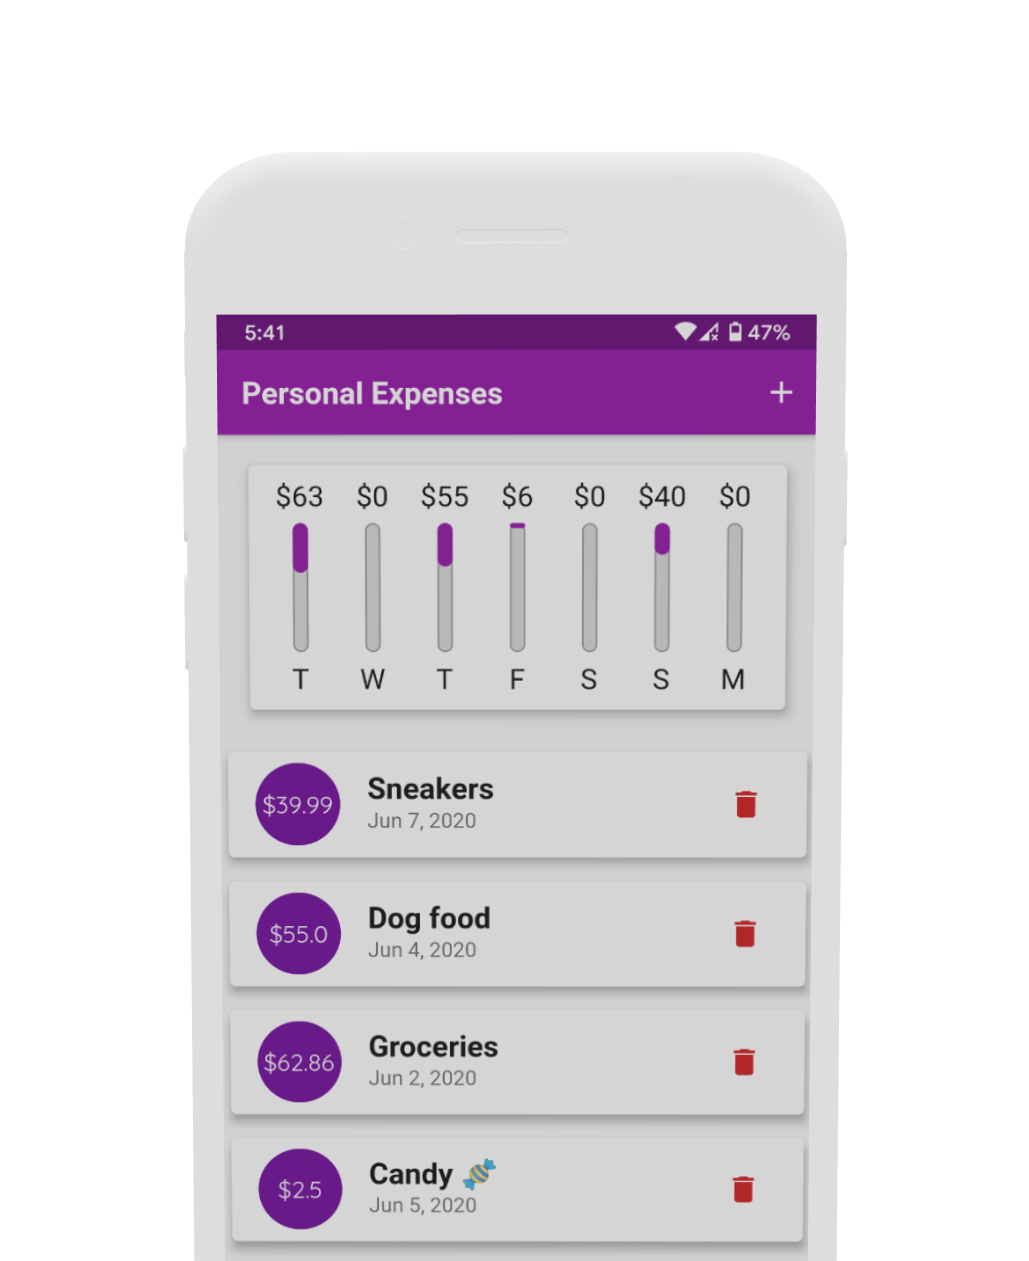 5:41 47%
Personal Expenses +
$63 $0 $55 $6 $0 $40 $0
T W T F S S M
$39.99 Sneakers
Jun 7, 2020
$55.0 Dog food
Jun 4, 2020
$62.86 Groceries
Jun 2, 2020
$2.5 Candy 🍬
Jun 5, 2020